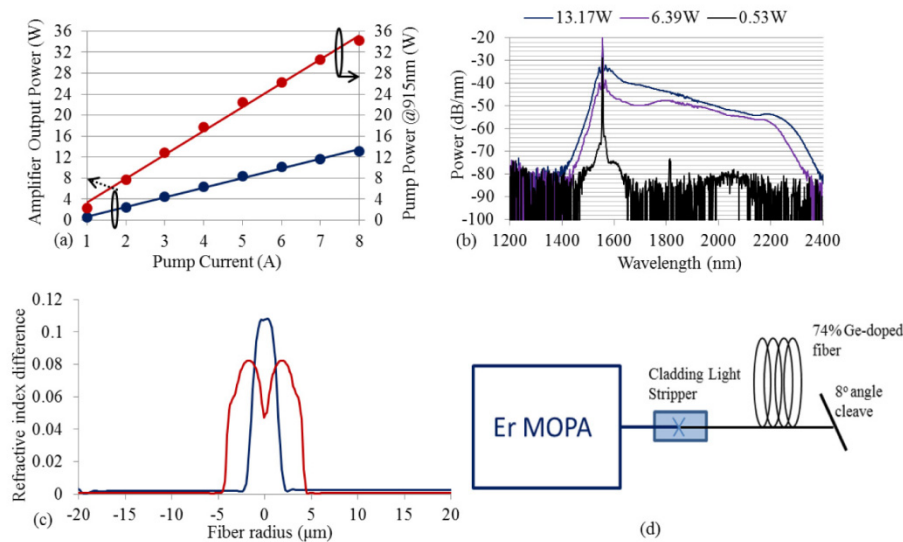 36
32
28
24
20
16
12
8
4
0
Amplifier Output Power (W)
36
32
28
24
20
16
12
8
4
0
Pump Power @915nm (W)
1 2 3 4 5 6 7 8
Pump Current (A)
(a)
13.17W 6.39W 0.53W
-20
-30
-40
-50
-60
-70
-80
-90
-100
Power (dB/nm)
1200 1400 1600 1800 2000 2200 2400
Wavelength (nm)
(b)
0.12
0.1
0.08
0.06
0.04
0.02
0
Refractive index difference
-20 -15 -10 -5 0 5 10 15 20
Fiber radius (µm)
(c)
Er MOPA
Cladding Light
Stripper
74% Ge-doped
fiber
8° angle
cleave
(d)